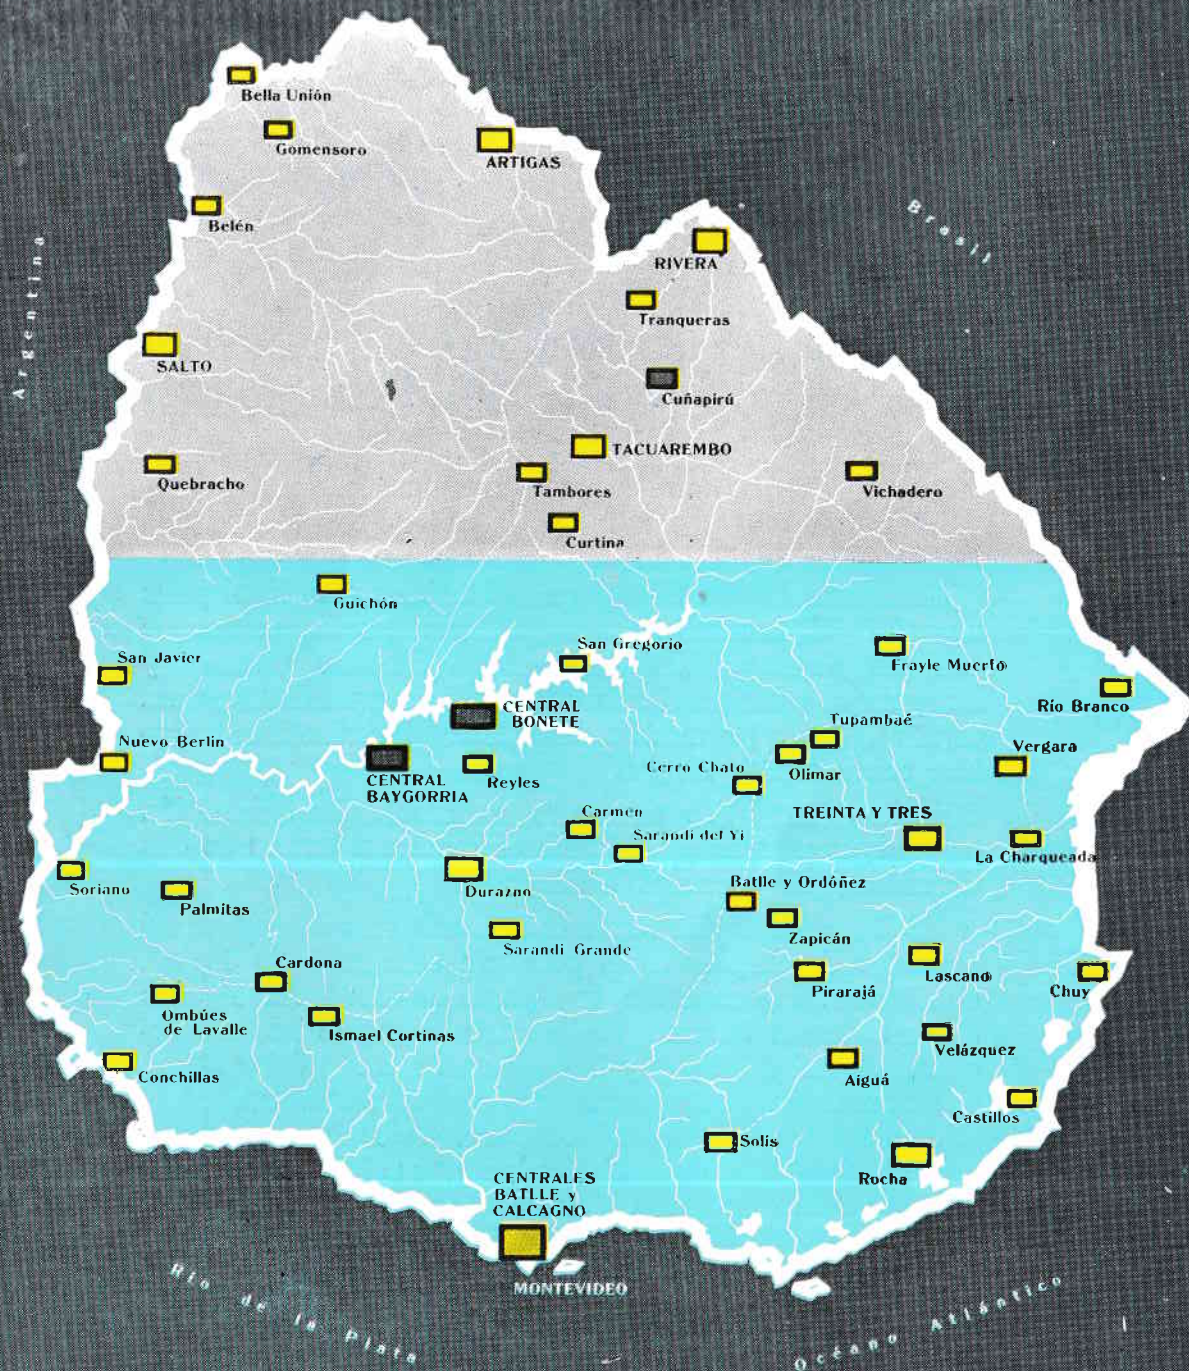 Bella Unión
Gomensoro
ARTIGAS
Belén
Brasil
Argentina
RIVERA
Tranqueras
SALTO
Cuñapirú
TACUAREMBO
Quebracho
Tambores
Vichadero
Curtina
Guichón
San Gregorio
San Javier
Frayle Muerto
Río Branco
CENTRAL
BONETE
Tupambaé
Nuevo Berlín
Vergara
Cerro Chato
Olimar
CENTRAL
BAYGORRIA
Reyles
Carmen
TREINTA Y TRES
Sarandí del Yi
La Charqueada
Soriano
Durazno
Batlle y Ordóñez
Palmitas
Zapicán
Sarandí Grande
Cardona
Lascano
Pirarajá
Chuy
Ombúes
de Lavalle
Ismael Cortinas
Velázquez
Conchillas
Aiguá
Castillos
Solís
Rocha
CENTRALES
BATLLE y
CALCAGNO
MONTEVIDEO
Río de la Plata
Océano Atlántico